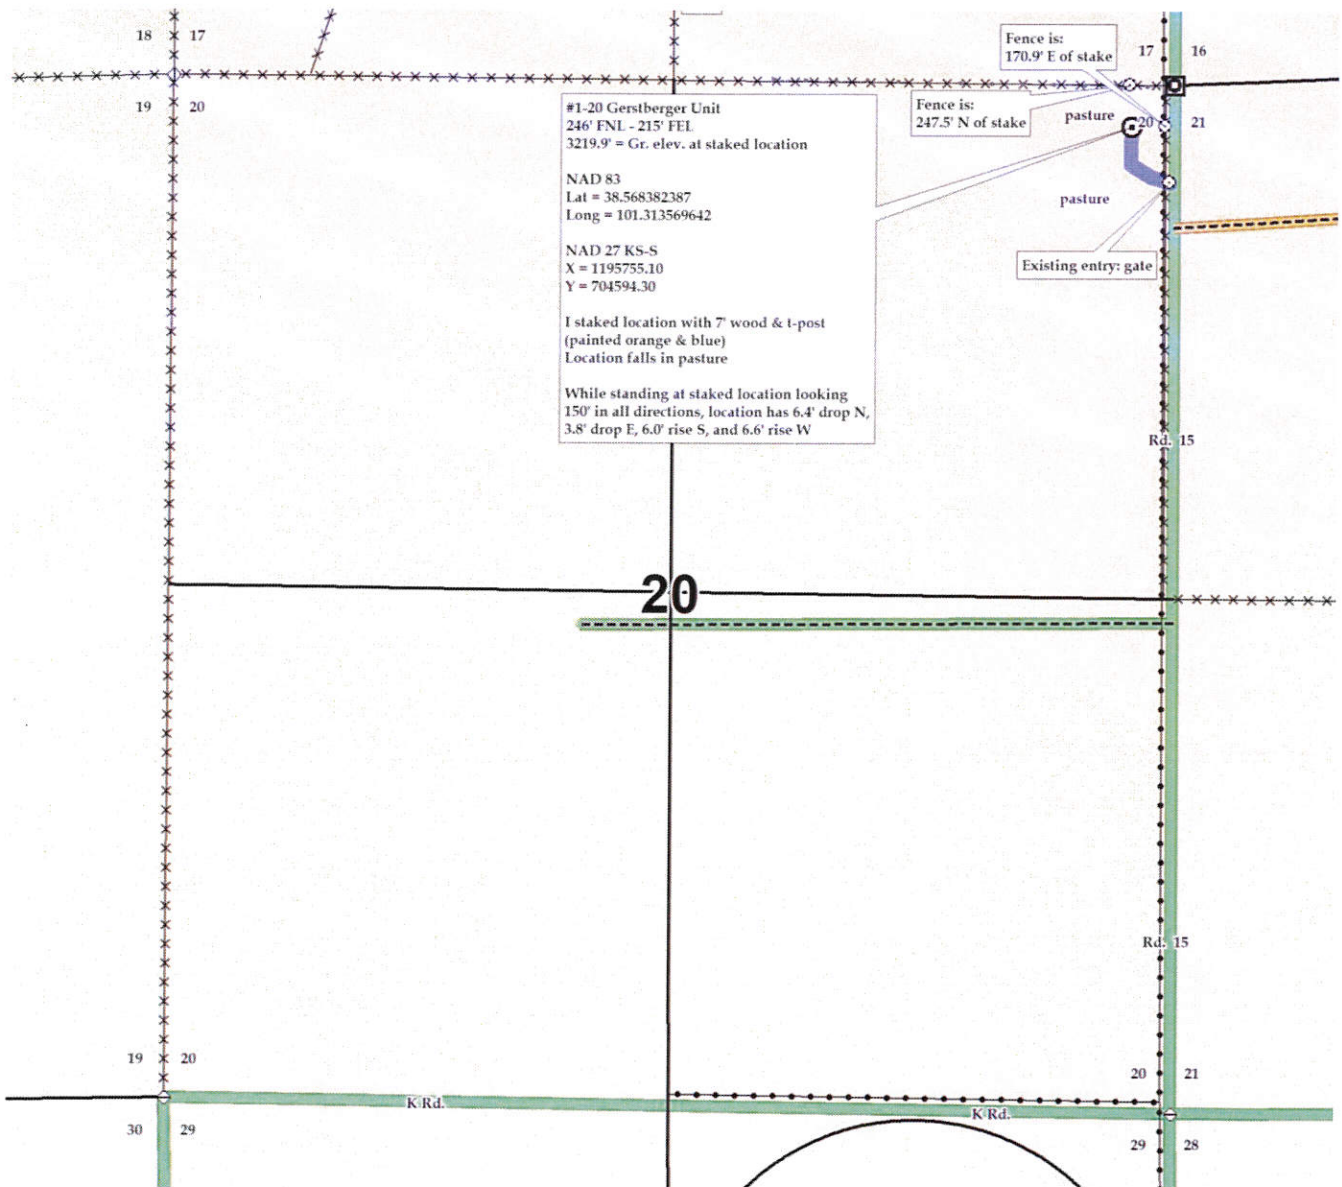 18 17
17 16
Fence is:
170.9' E of stake
19 20
#1-20 Gerstberger Unit
246' FNL - 215' FEL
3219.9' = Gr. elev. at staked location
NAD 83
Lat = 38.568382387
Long = 101.313569642
NAD 27 KS-S
X = 1195755.10
Y = 704594.30
I staked location with 7' wood & t-post
(painted orange & blue)
Location falls in pasture
While standing at staked location looking
150' in all directions, location has 6.4' drop N,
3.8' drop E, 6.0' rise S, and 6.6' rise W
Fence is:
247.5' N of stake
pasture
20 21
pasture
Existing entry: gate
Rd. 15
20
Rd. 15
19 20
20 21
K Rd.
K Rd.
30 29
29 28